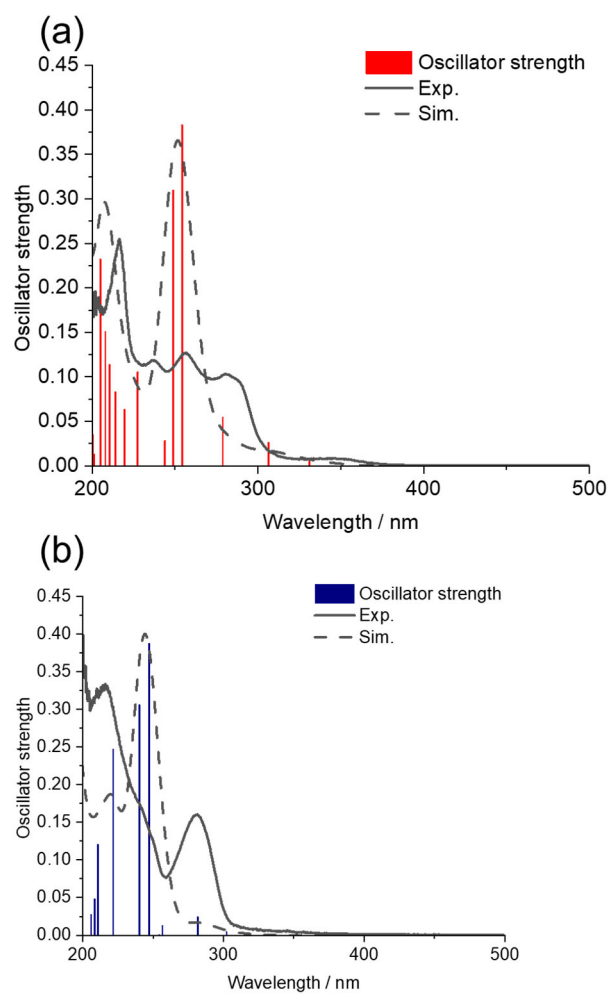 (a)
Oscillator strength
Exp.
Sim.
0.45
0.40
0.35
0.30
0.25
0.20
0.15
0.10
0.05
0.00
Oscillator strength
200
300
400
500
Wavelength / nm
(b)
Oscillator strength
Exp.
Sim.
0.45
0.40
0.35
0.30
0.25
0.20
0.15
0.10
0.05
0.00
Oscillator strength
200
300
400
500
Wavelength / nm